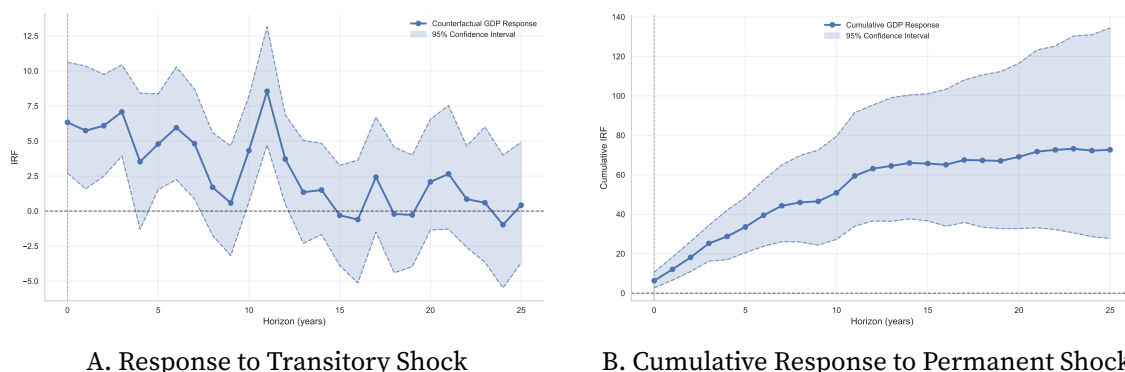 Counterfactual GDP Response
95% Confidence Interval
12.5
10.0
7.5
5.0
2.5
0.0
−2.5
−5.0
IRF
0 5 10 15 20 25
Horizon (years)
A. Response to Transitory Shock
Cumulative GDP Response
95% Confidence Interval
140
120
100
80
60
40
20
0
Cumulative IRF
0 5 10 15 20 25
Horizon (years)
B. Cumulative Response to Permanent Shock